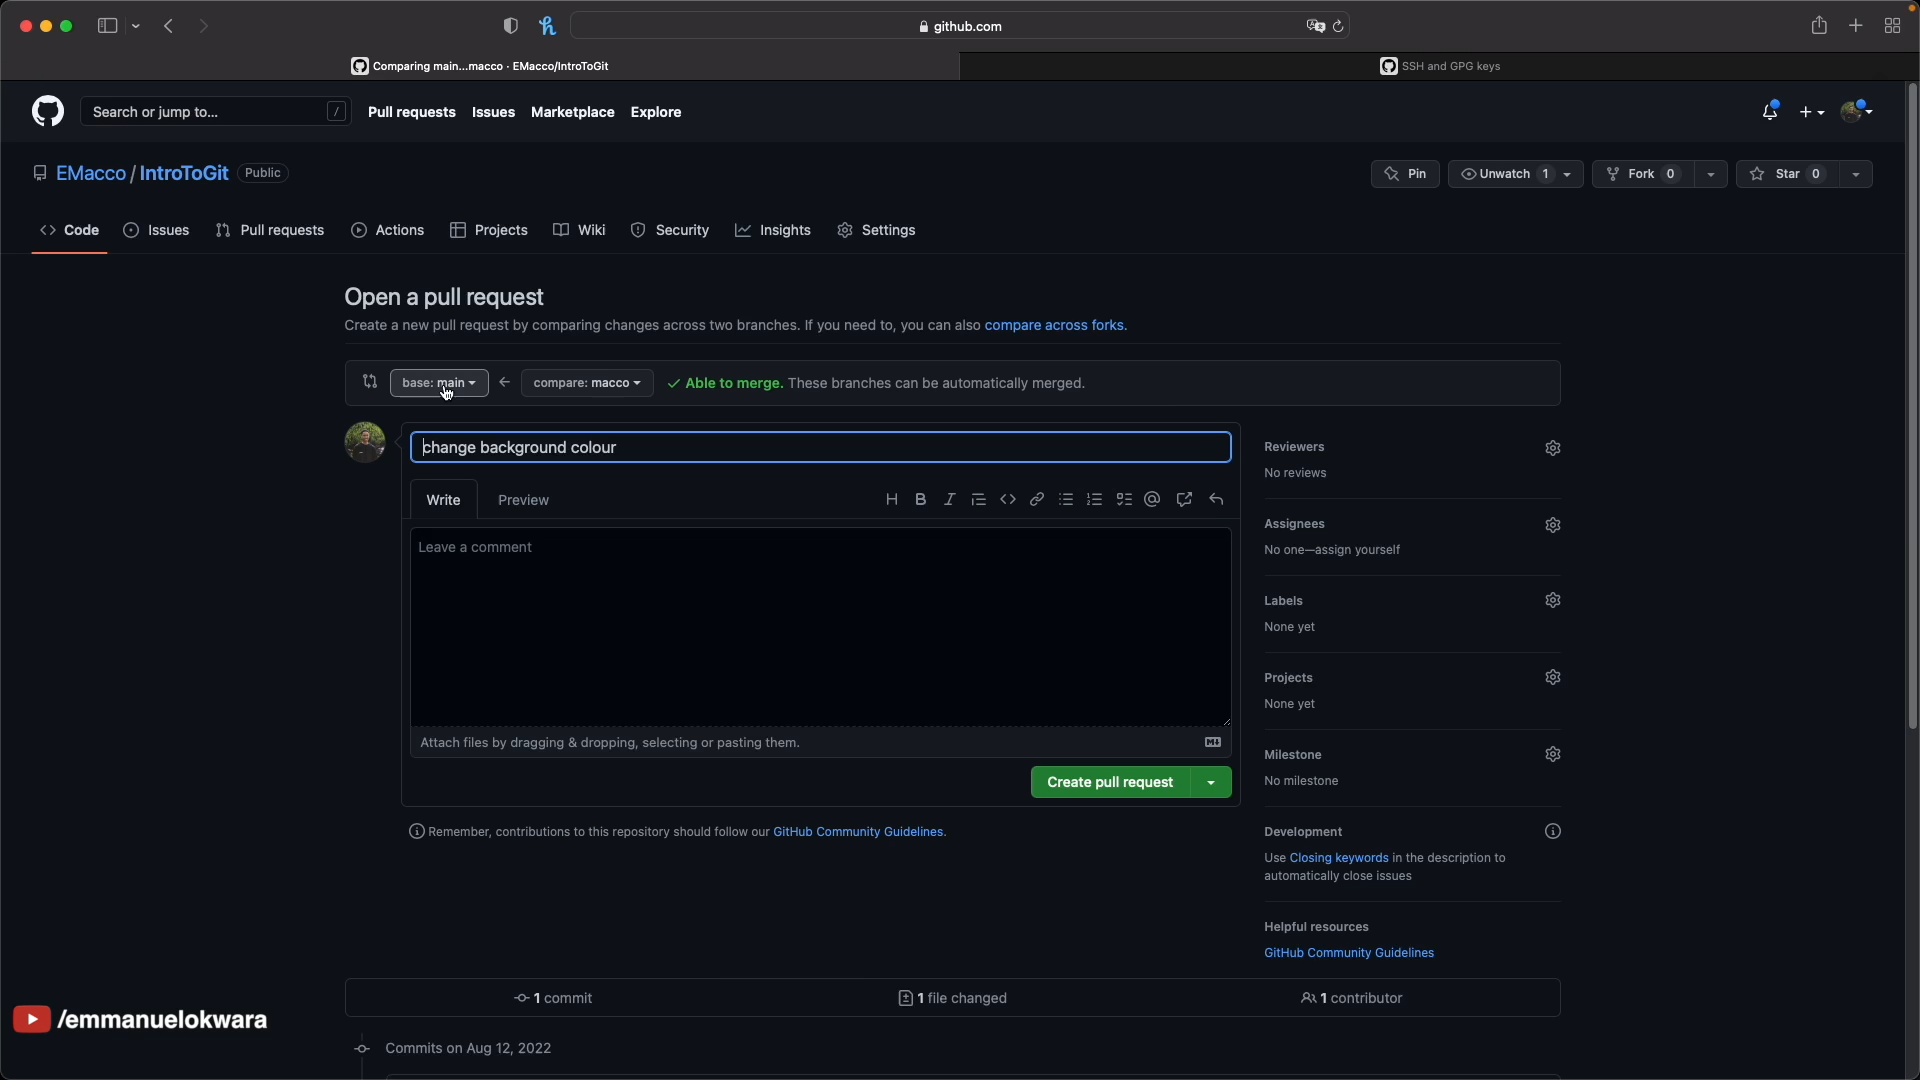 github.com
Comparing main...macco · EMacco/IntroToGit
SSH and GPG keys
Search or jump to... /
Pull requests Issues Marketplace Explore
EMacco / IntroToGit Public
Pin Unwatch 1 Fork 0 Star 0
Code Issues Pull requests Actions Projects Wiki Security Insights Settings
Open a pull request
Create a new pull request by comparing changes across two branches. If you need to, you can also compare across forks.
base: main ← compare: macco ✓ Able to merge. These branches can be automatically merged.
change background colour
Write Preview
Leave a comment
Attach files by dragging & dropping, selecting or pasting them.
Create pull request
Remember, contributions to this repository should follow our GitHub Community Guidelines.
Reviewers
No reviews
Assignees
No one—assign yourself
Labels
None yet
Projects
None yet
Milestone
No milestone
Development
Use Closing keywords in the description to
automatically close issues
Helpful resources
GitHub Community Guidelines
1 commit 1 file changed 1 contributor
/emmanuelokwara
Commits on Aug 12, 2022